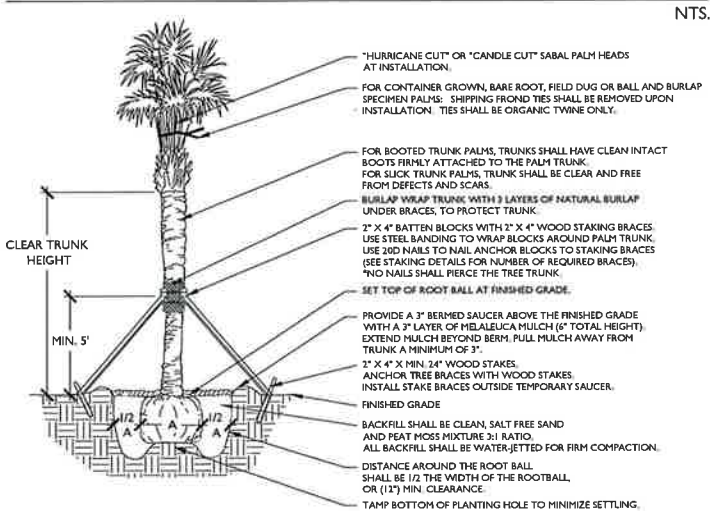 NTS.
"HURRICANE CUT" OR "CANDLE CUT" SABAL PALM HEADS
AT INSTALLATION.
FOR CONTAINER GROWN, BARE ROOT, FIELD DUG OR BALL AND BURLAP
SPECIMEN PALMS: SHIPPING FROND TIES SHALL BE REMOVED UPON
INSTALLATION. TIES SHALL BE ORGANIC TWINE ONLY.
FOR BOOTED TRUNK PALMS, TRUNKS SHALL HAVE CLEAN INTACT
BOOTS FIRMLY ATTACHED TO THE PALM TRUNK.
FOR SLICK TRUNK PALMS, TRUNK SHALL BE CLEAR AND FREE
FROM DEFECTS AND SCARS.
BURLAP WRAP TRUNK WITH 3 LAYERS OF NATURAL BURLAP
UNDER BRACES, TO PROTECT TRUNK.
2" X 4" BATTEN BLOCKS WITH 2" X 4" WOOD STAKING BRACES.
USE STEEL BANDING TO WRAP BLOCKS AROUND PALM TRUNK.
USE 20D NAILS TO NAIL ANCHOR BLOCKS TO STAKING BRACES
(SEE STAKING DETAILS FOR NUMBER OF REQUIRED BRACES).
*NO NAILS SHALL PIERCE THE TREE TRUNK.
SET TOP OF ROOT BALL AT FINISHED GRADE.
PROVIDE A 3" BERMED SAUCER ABOVE THE FINISHED GRADE
WITH A 3" LAYER OF MELALEUCA MULCH (6" TOTAL HEIGHT).
EXTEND MULCH BEYOND BERM. PULL MULCH AWAY FROM
TRUNK A MINIMUM OF 3".
2" X 4" X MIN. 24" WOOD STAKES.
ANCHOR TREE BRACES WITH WOOD STAKES.
INSTALL STAKE BRACES OUTSIDE TEMPORARY SAUCER.
FINISHED GRADE
BACKFILL SHALL BE CLEAN, SALT FREE SAND
AND PEAT MOSS MIXTURE 3:1 RATIO.
ALL BACKFILL SHALL BE WATER-JETTED FOR FIRM COMPACTION.
DISTANCE AROUND THE ROOT BALL
SHALL BE 1/2 THE WIDTH OF THE ROOTBALL,
OR (12") MIN. CLEARANCE.
TAMP BOTTOM OF PLANTING HOLE TO MINIMIZE SETTLING.
CLEAR TRUNK
HEIGHT
MIN. 5'
1/2
A
A
1/2
A